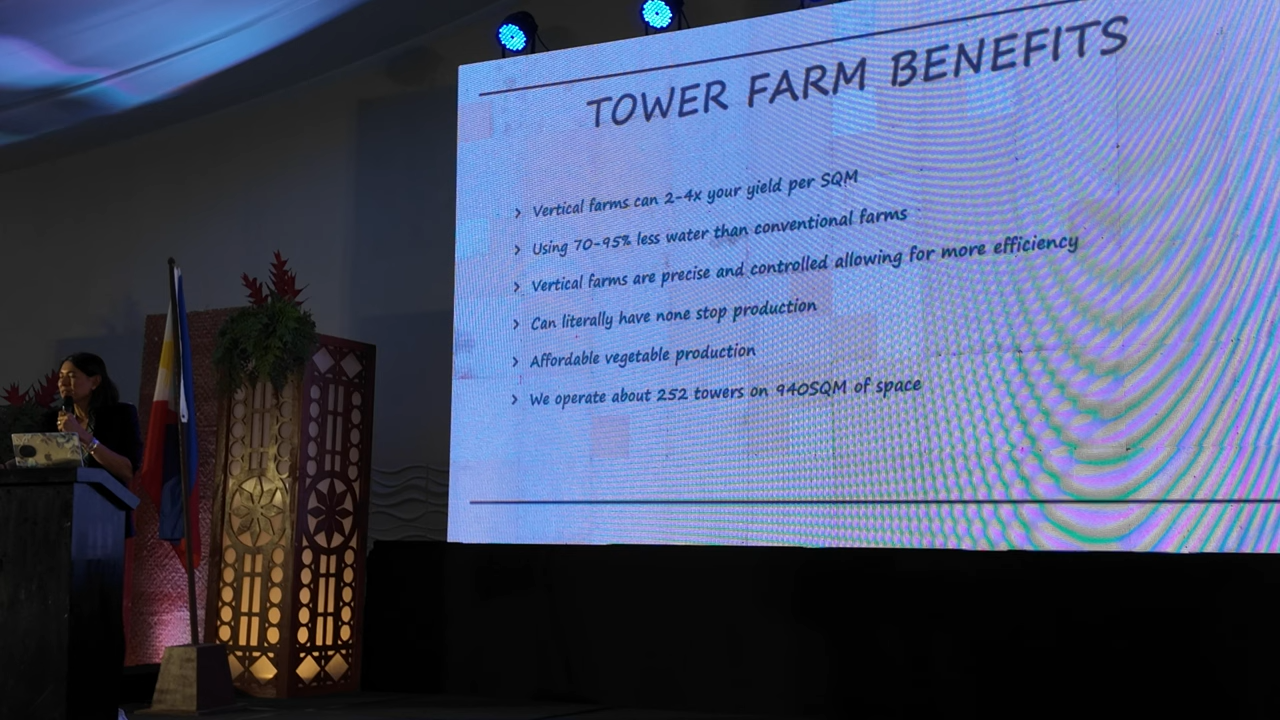 TOWER FARM BENEFITS
> Vertical farms can 2-4x your yield per SQM
> Using 70-95% less water than conventional farms
> Vertical farms are precise and controlled allowing for more efficiency
> Can literally have none stop production
> Affordable vegetable production
> We operate about 252 towers on 940SQM of space